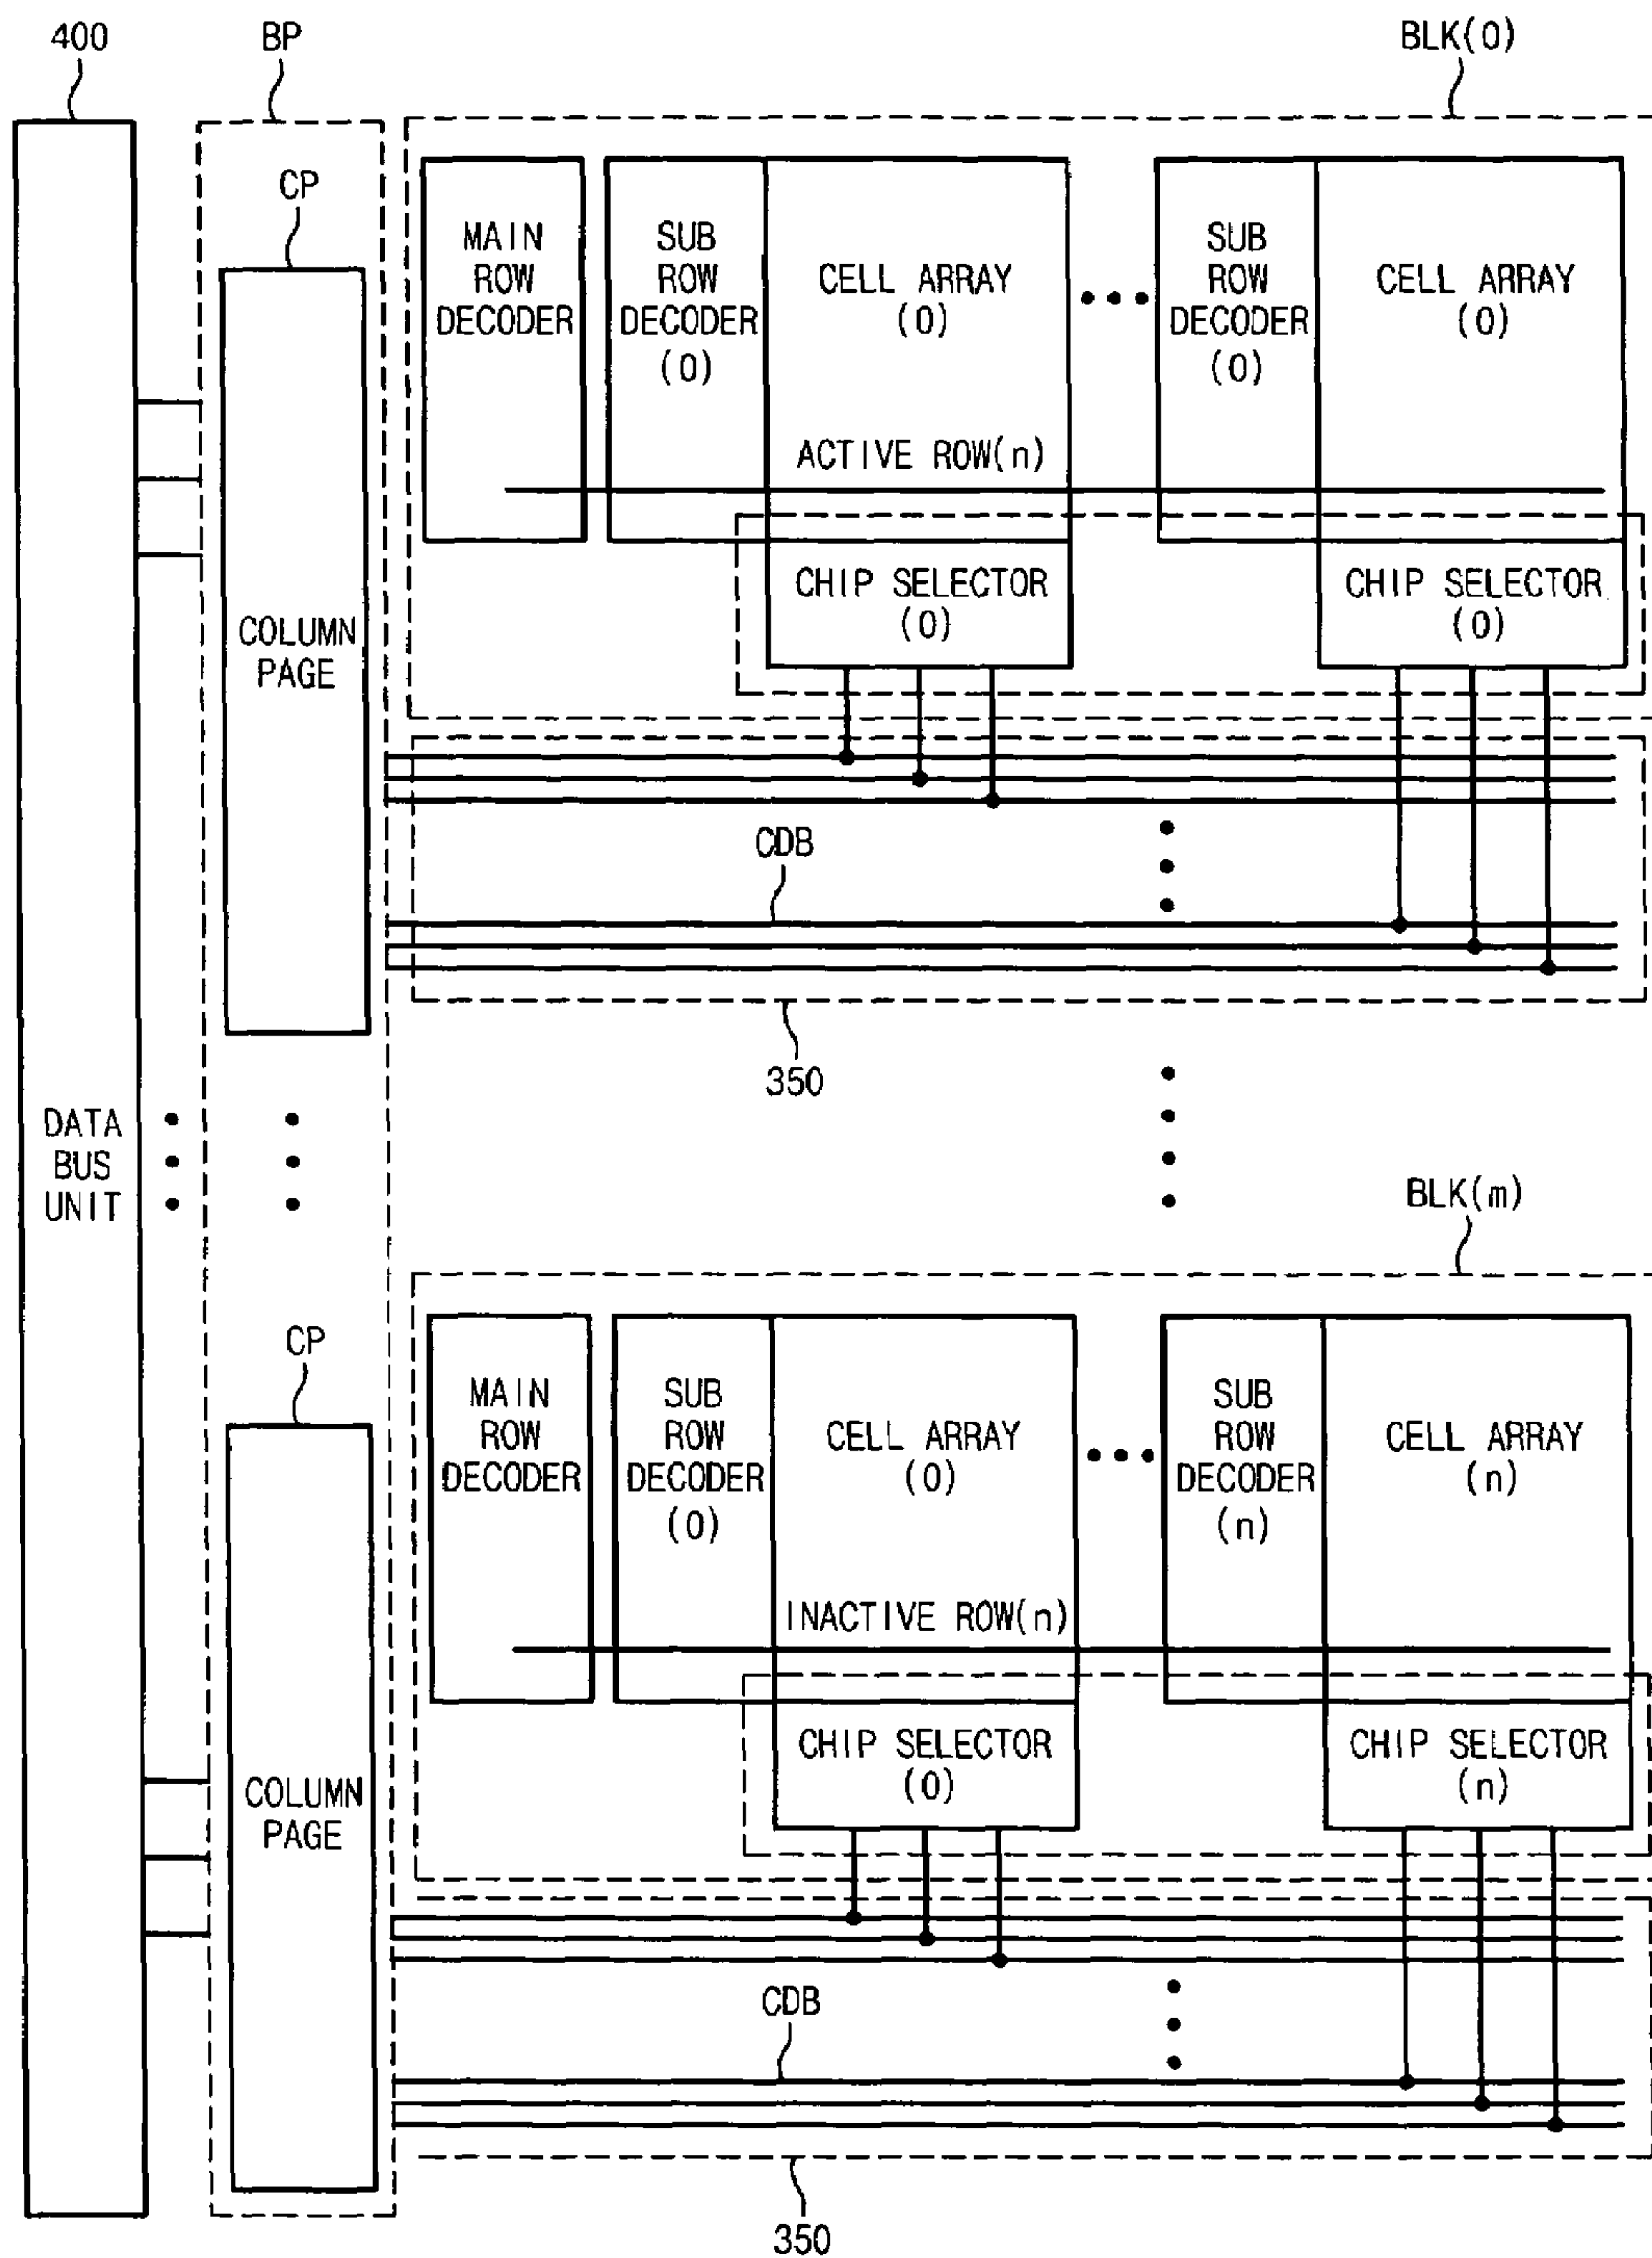 400
BP
BLK(0)
CP
MAIN
ROW
DECODER
SUB
ROW
DECODER
(0)
CELL ARRAY
(0)
SUB
ROW
DECODER
(0)
CELL ARRAY
(0)
ACTIVE ROW(n)
CHIP SELECTOR
(0)
CHIP SELECTOR
(0)
COLUMN
PAGE
CDB
350
DATA
BUS
UNIT
BLK(m)
CP
MAIN
ROW
DECODER
SUB
ROW
DECODER
(0)
CELL ARRAY
(0)
SUB
ROW
DECODER
(n)
CELL ARRAY
(n)
INACTIVE ROW(n)
CHIP SELECTOR
(0)
CHIP SELECTOR
(n)
COLUMN
PAGE
CDB
350